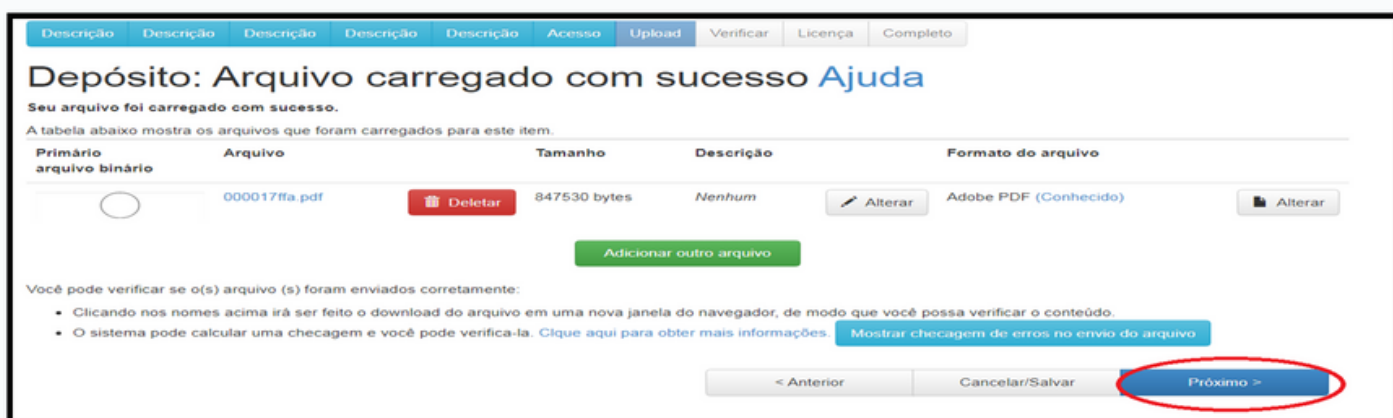 Descrição Descrição Descrição Descrição Descrição Acesso Upload Verificar Licença Completo
Depósito: Arquivo carregado com sucesso Ajuda
Seu arquivo foi carregado com sucesso.
A tabela abaixo mostra os arquivos que foram carregados para este item.
Primário Arquivo Tamanho Descrição Formato do arquivo
arquivo binário
000017ffa.pdf Deletar 847530 bytes Nenhum Alterar Adobe PDF (Conhecido) Alterar
Adicionar outro arquivo
Você pode verificar se o(s) arquivo (s) foram enviados corretamente:
• Clicando nos nomes acima irá ser feito o download do arquivo em uma nova janela do navegador, de modo que você possa verificar o conteúdo.
• O sistema pode calcular uma checagem e você pode verifica-la. Clque aqui para obter mais informações. Mostrar checagem de erros no envio do arquivo
< Anterior Cancelar/Salvar Próximo >